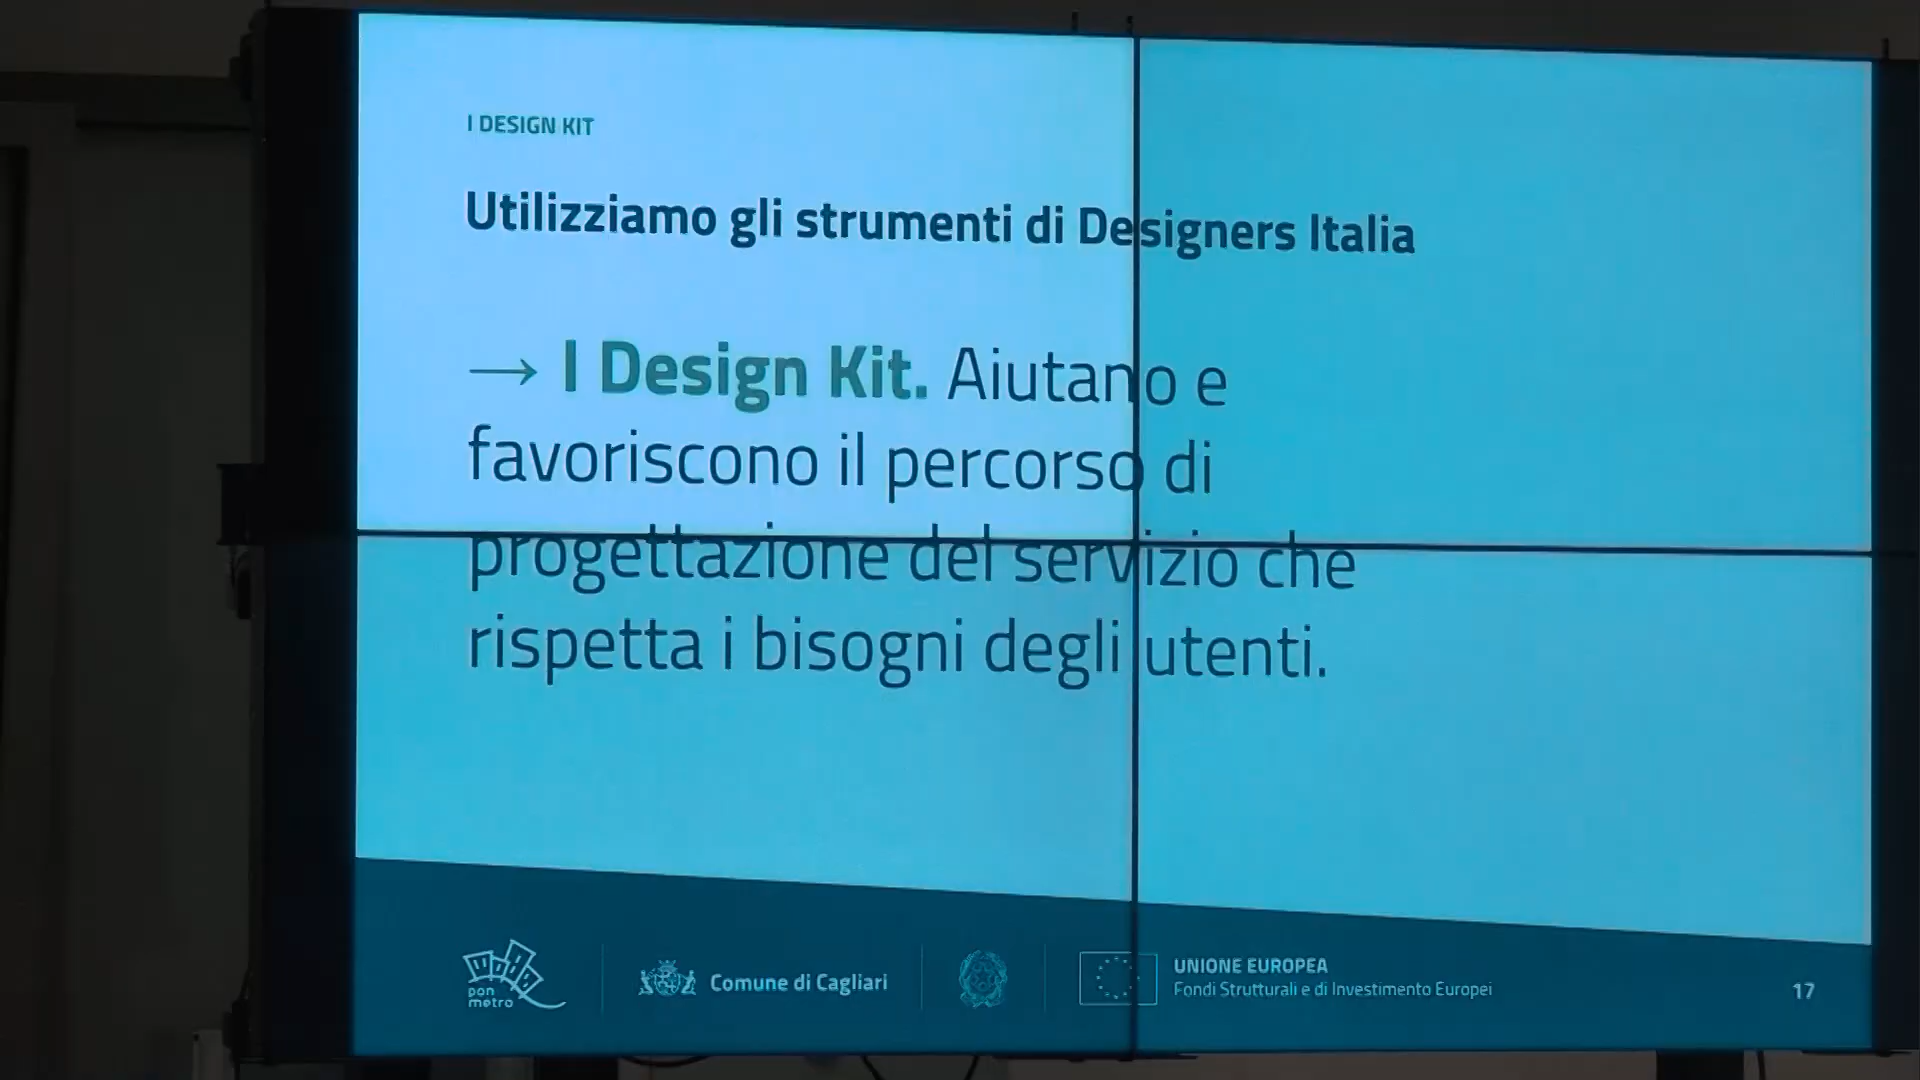 I DESIGN KIT
Utilizziamo gli strumenti di Designers Italia
→ I Design Kit. Aiutano e
favoriscono il percorso di
progettazione del servizio che
rispetta i bisogni degli utenti.
pon
metro
Comune di Cagliari
UNIONE EUROPEA
Fondi Strutturali e di Investimento Europei
17